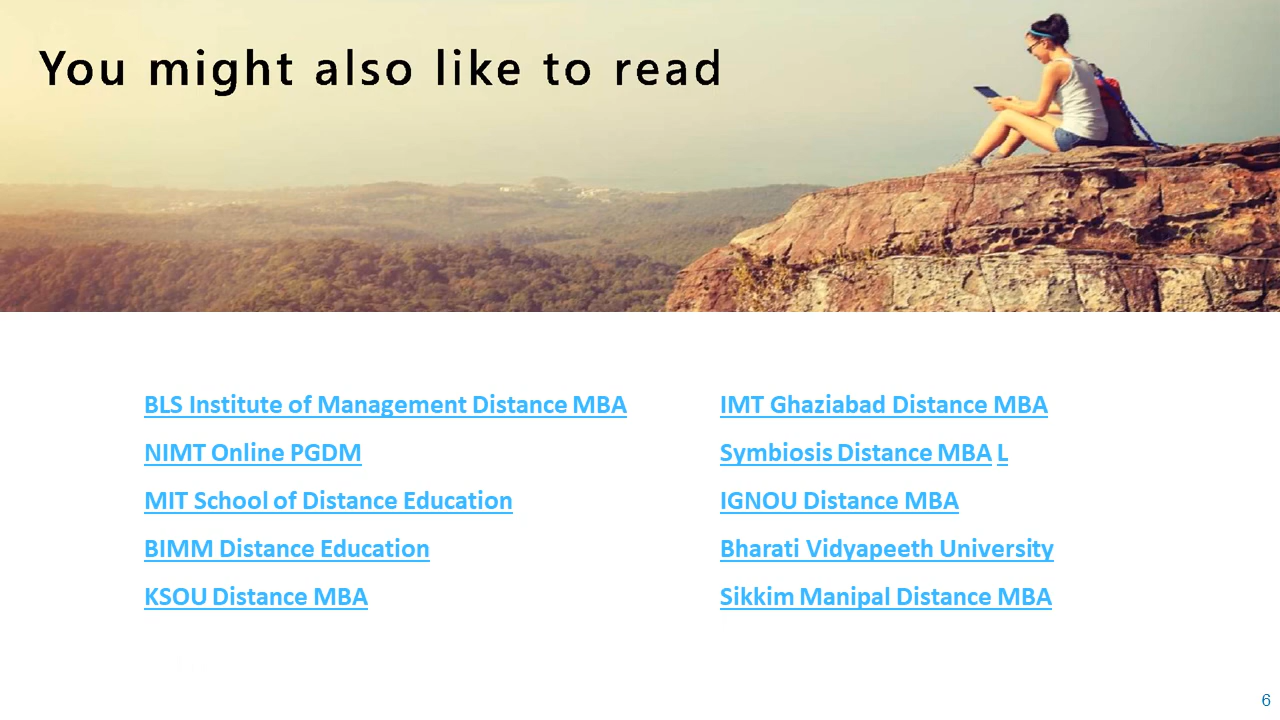 You might also like to read
BLS Institute of Management Distance MBA
NIMT Online PGDM
MIT School of Distance Education
BIMM Distance Education
KSOU Distance MBA
IMT Ghaziabad Distance MBA
Symbiosis Distance MBA L
IGNOU Distance MBA
Bharati Vidyapeeth University
Sikkim Manipal Distance MBA
6